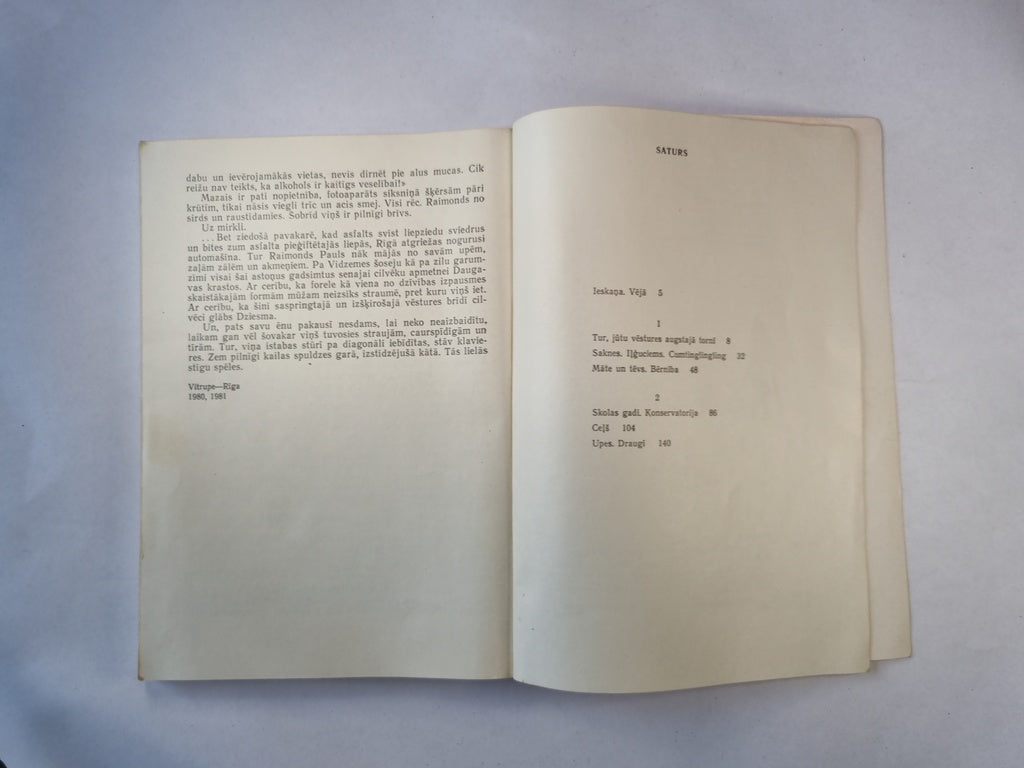 dabu un ievērojamākās vietas, nevis dirnēt pie alus mucas. Cik
reižu nav teikts, ka alkohols ir kaitīgs veselībai!»
Mazais ir pati nopietnība, fotoaparāts siksniņā šķērsām pāri
krūtīm, tikai nāsis viegli trīc un acis smej. Visi rēc. Raimonds no
sirds un raustīdamies. Šobrīd viņš ir pilnīgi brīvs.
Uz mirkli.
...Bet ziedošā pavakarē, kad asfalts svīst liepziedu sviedrus
un bites zum asfalta piegiftētajās liepās, Rīgā atgriežas nogurusi
automašīna. Tur Raimonds Pauls nāk mājās no savām upēm,
zaļām zālēm un akmeņiem. Pa Vidzemes šoseju kā pa zilu garum-
zīmi visai šai astoņus gadsimtus senajai cilvēku apmetnei Dauga-
vas krastos. Ar cerību, ka forele kā viena no dzīvības izpausmes
skaistākajām formām mūžam neizsīks straumē, pret kuru viņš iet.
Ar cerību, ka šinī saspringtajā un izšķirošajā vēstures brīdī cil-
vēci glābs Dziesma.
Un, pats savu ēnu pakausī nesdams, lai neko neaizbaidītu,
laikam gan vēl šovakar viņš tuvosies straujām, caurspīdīgām un
tīrām. Tur, viņa istabas stūrī pa diagonāli iebīdītas, stāv klavie-
res. Zem pilnīgi kailas spuldzes garā, izstīdzējušā kātā. Tās lielās
stīgu spēles.
Vitrupe—Rīga
1980, 1981
SATURS
Ieskaņa. Vējā 5
1
Tur, jūtu vēstures augstajā tornī 8
Saknes. Iļģuciems. Camtinglingling 32
Māte un tēvs. Bērnība 48
2
Skolas gadi. Konservatorija 86
Ceļš 104
Upes. Draugi 140